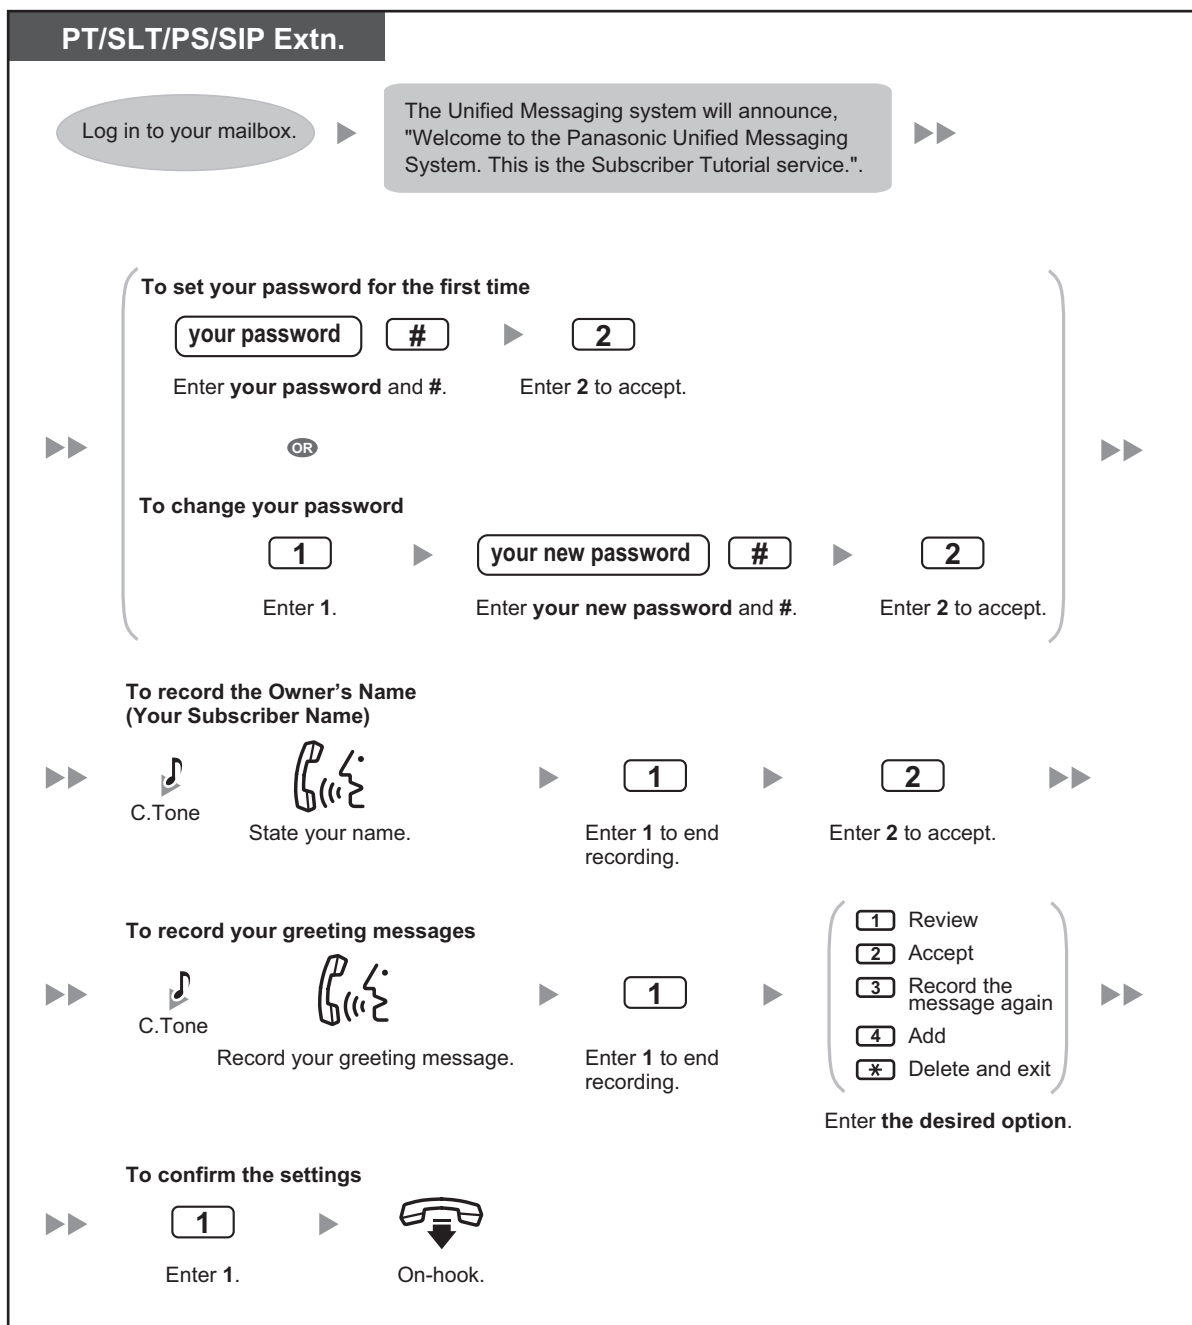 PT/SLT/PS/SIP Extn.
Log in to your mailbox.
The Unified Messaging system will announce,
"Welcome to the Panasonic Unified Messaging
System. This is the Subscriber Tutorial service.".
To set your password for the first time
your password #
2
Enter your password and #.
Enter 2 to accept.
OR
To change your password
1
your new password #
2
Enter 1.
Enter your new password and #.
Enter 2 to accept.
To record the Owner's Name
(Your Subscriber Name)
C.Tone
State your name.
1
Enter 1 to end
recording.
2
Enter 2 to accept.
To record your greeting messages
C.Tone
Record your greeting message.
1
Enter 1 to end
recording.
1 Review
2 Accept
3 Record the
message again
4 Add
* Delete and exit
Enter the desired option.
To confirm the settings
1
Enter 1.
On-hook.